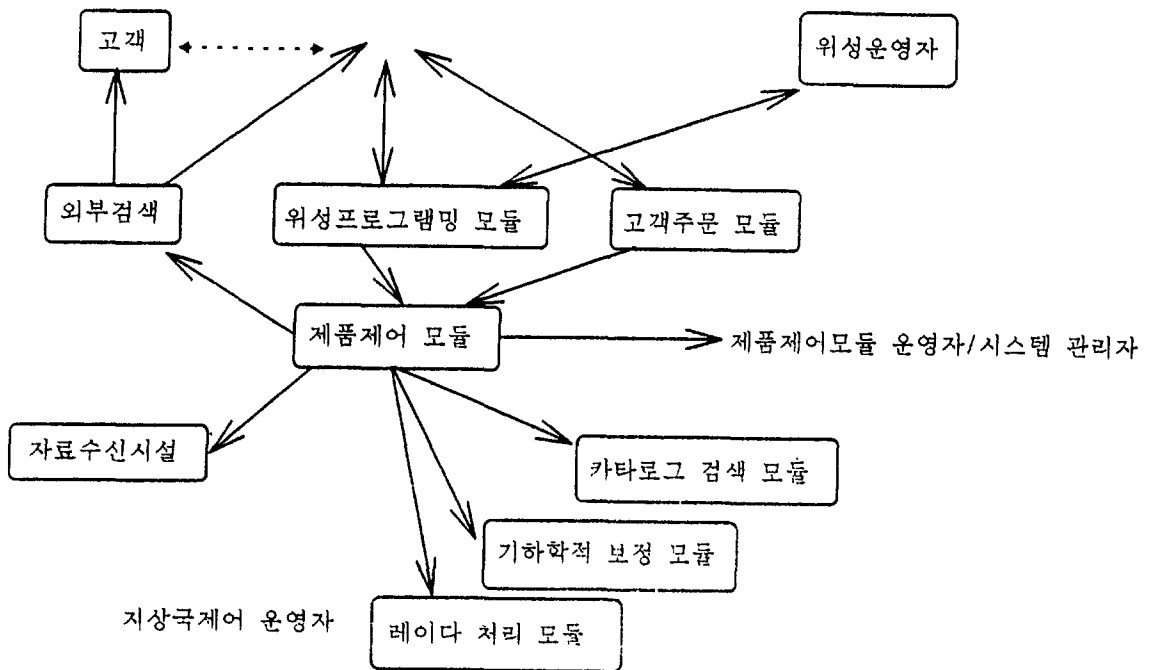 고객
위성운영자
외부검색
위성프로그램밍 모듈
고객주문 모듈
제품제어 모듈
제품제어모듈 운영자/시스템 관리자
자료수신시설
카타로그 검색 모듈
기하학적 보정 모듈
지상국제어 운영자
레이다 처리 모듈